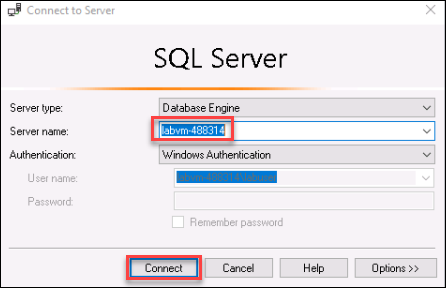 Connect to Server
SQL Server
Server type: Database Engine
Server name: labvm-488314
Authentication: Windows Authentication
User name:
Password:
Remember password
Connect Cancel Help Options >>